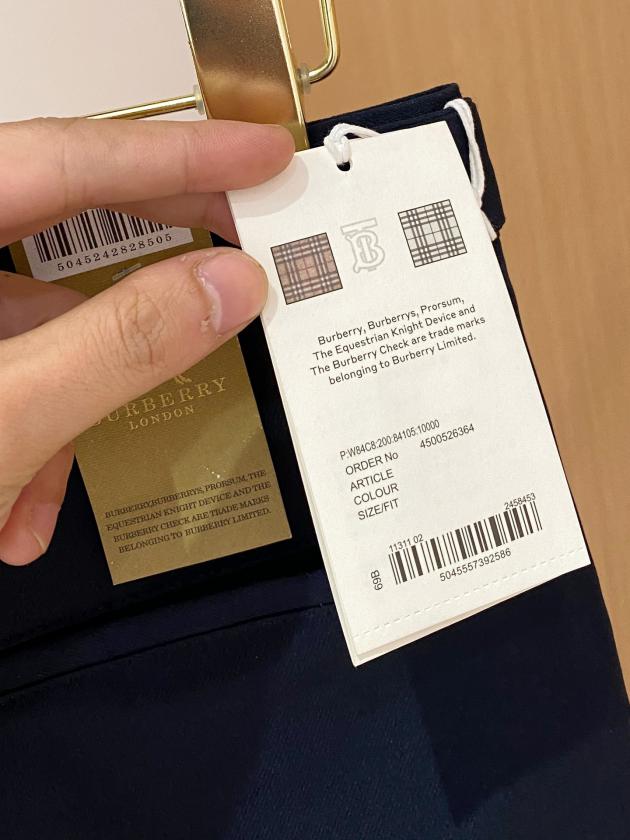 5045242828505
BURBERRY
LONDON
BURBERRY,BURBERRYS, PRORSUM, THE
EQUESTRIAN KNIGHT DEVICE AND THE
BURBERRY CHECK ARE TRADE MARKS
BELONGING TO BURBERRY LIMITED.
TB
Burberry, Burberrys, Prorsum,
The Equestrian Knight Device and
The Burberry Check are trade marks
belonging to Burberry Limited.
P:W84C8:200:84105:10000
ORDER No 4500526364
ARTICLE
COLOUR
SIZE/FIT
69B 11311 02 2458453
5045557392586